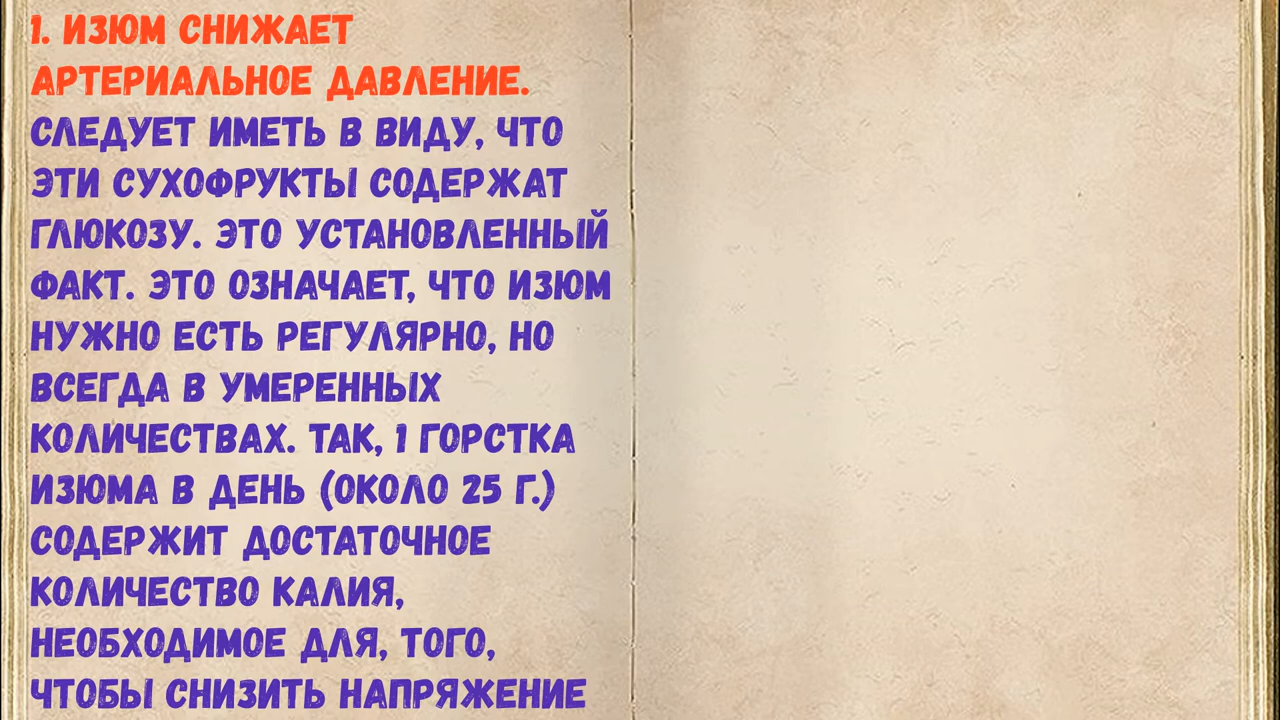 1. ИЗЮМ СНИЖАЕТ
АРТЕРИАЛЬНОЕ ДАВЛЕНИЕ.
СЛЕДУЕТ ИМЕТЬ В ВИДУ, ЧТО
ЭТИ СУХОФРУКТЫ СОДЕРЖАТ
ГЛЮКОЗУ. ЭТО УСТАНОВЛЕННЫЙ
ФАКТ. ЭТО ОЗНАЧАЕТ, ЧТО ИЗЮМ
НУЖНО ЕСТЬ РЕГУЛЯРНО, НО
ВСЕГДА В УМЕРЕННЫХ
КОЛИЧЕСТВАХ. ТАК, 1 ГОРСТКА
ИЗЮМА В ДЕНЬ (ОКОЛО 25 Г.)
СОДЕРЖИТ ДОСТАТОЧНОЕ
КОЛИЧЕСТВО КАЛИЯ,
НЕОБХОДИМОЕ ДЛЯ, ТОГО,
ЧТОБЫ СНИЗИТЬ НАПРЯЖЕНИЕ